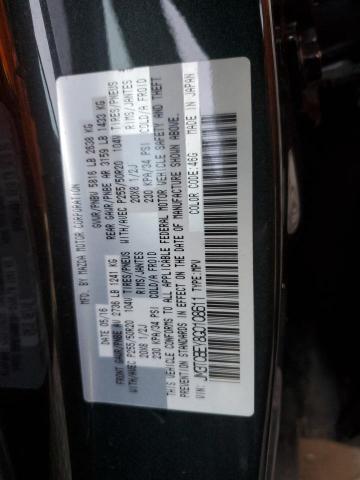 MFD. BY MAZDA MOTOR CORPORATION
DATE: 05/16 GVWR/PNBV 5816 LB 2638 KG
FRONT GAWR/PNBE AV 2736 LB 1241 KG REAR GAWR/PNBE AR 3159 LB 1433 KG
WITH/AVEC P255/50R20 104V TIRES/PNEUS WITH/AVEC P255/50R20 104V TIRES/PNEUS
20X8 1/2J RIMS/JANTES 20X8 1/2J RIMS/JANTES
230 KPA/34 PSI COLD/A FROID 230 KPA/34 PSI COLD/A FROID
THIS VEHICLE CONFORMS TO ALL APPLICABLE FEDERAL MOTOR VEHICLE SAFETY AND
THEFT PREVENTION STANDARDS IN EFFECT ON THE DATE OF MANUFACTURE SHOWN ABOVE.
VIN: JM3TCBEY8G0108611 TYPE:MPV COLOR CODE:46G MADE IN JAPAN